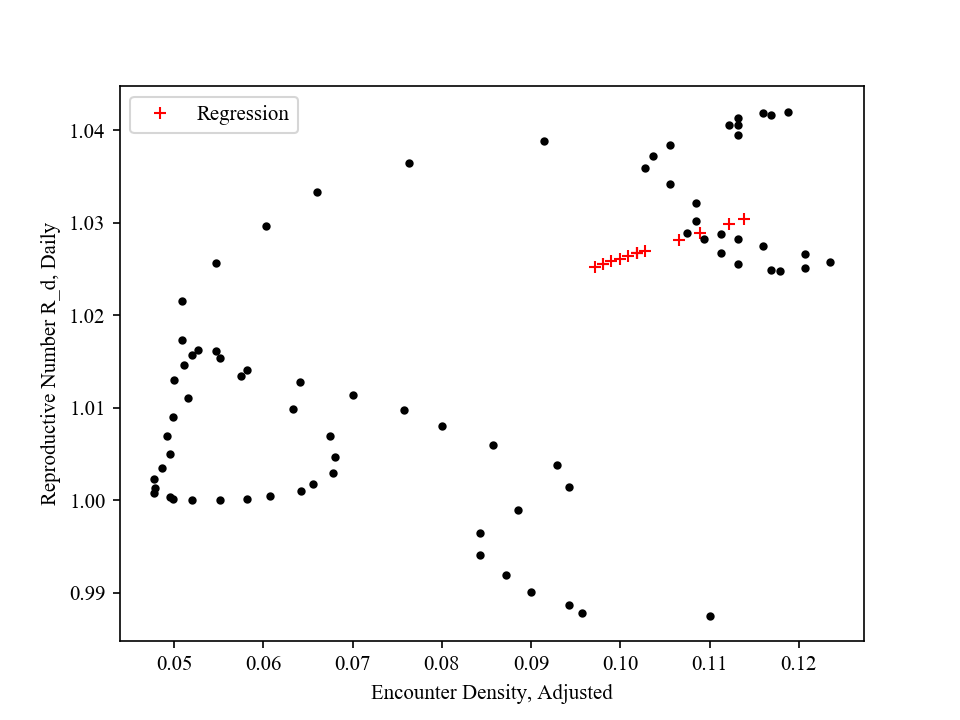 Regression
1.04
1.03
1.02
1.01
1.00
0.99
Reproductive Number R_d, Daily
0.05 0.06 0.07 0.08 0.09 0.10 0.11 0.12
Encounter Density, Adjusted